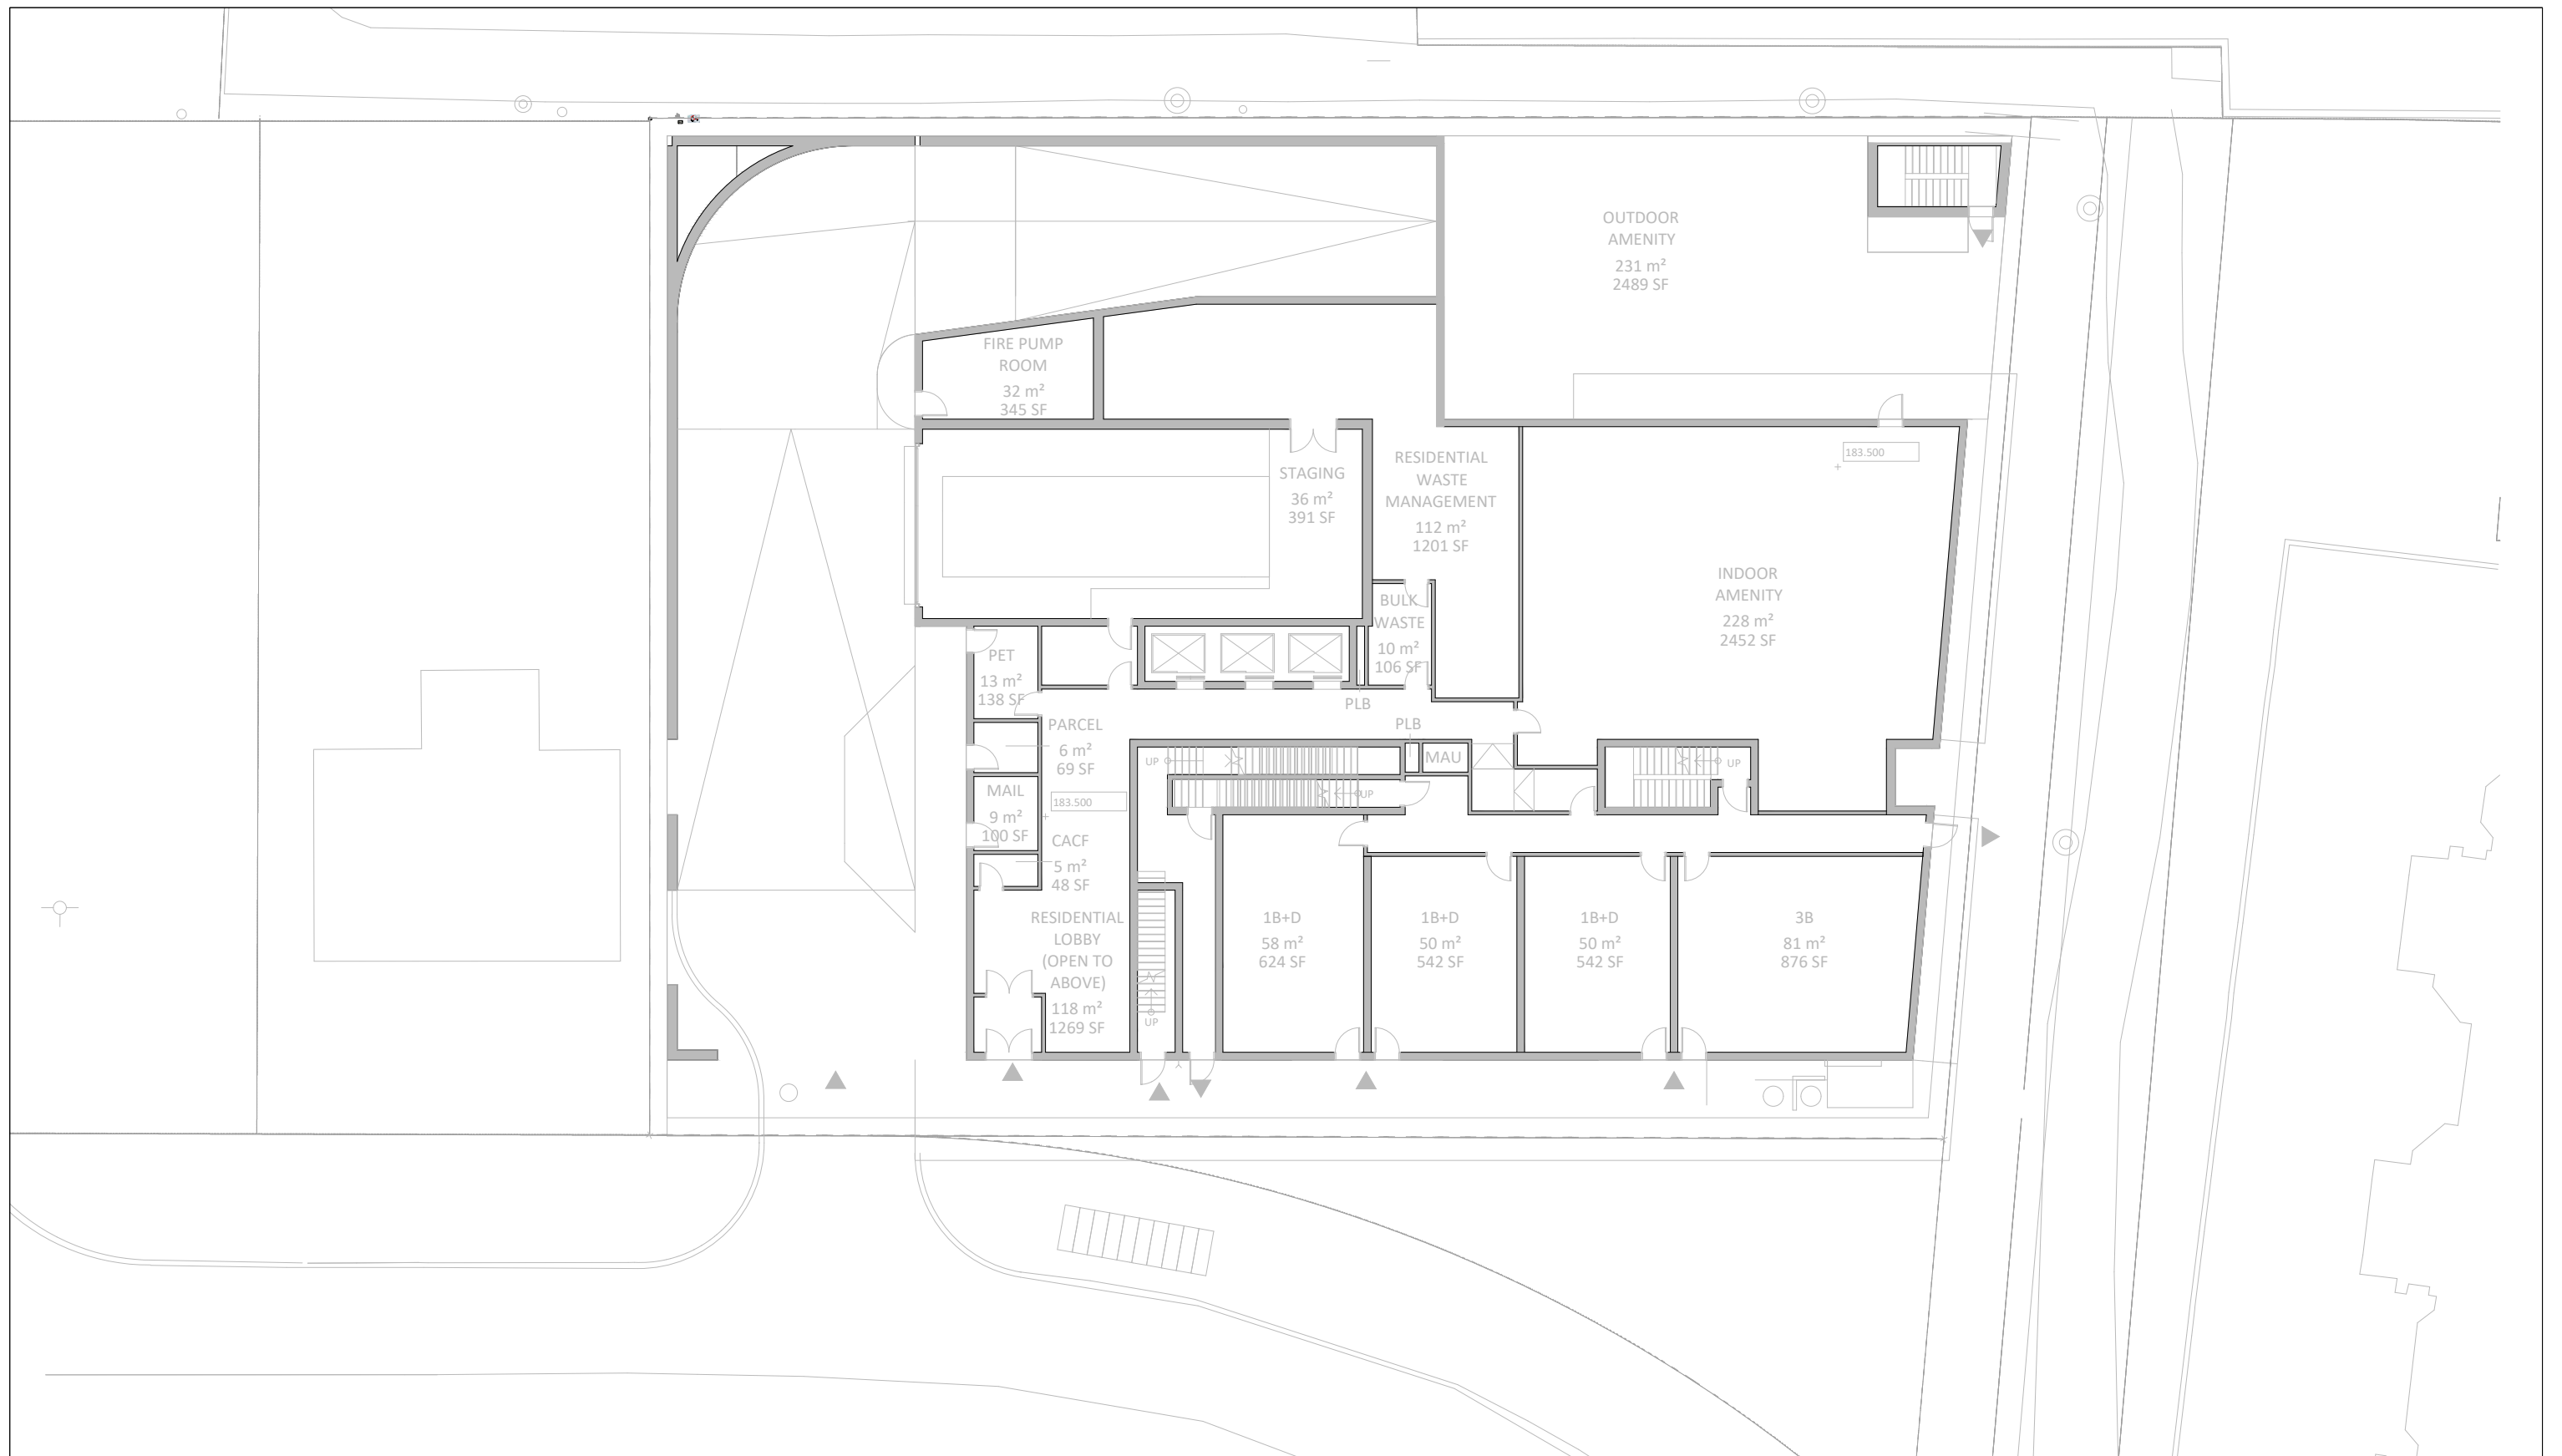 OUTDOOR
AMENITY
231 m²
2489 SF
FIRE PUMP
ROOM
32 m²
345 SF
STAGING
36 m²
391 SF
RESIDENTIAL
WASTE
MANAGEMENT
112 m²
1201 SF
183.500
INDOOR
AMENITY
228 m²
2452 SF
BULK
WASTE
10 m²
106 SF
PET
13 m²
138 SF
PLB
PLB
MAU
PARCEL
6 m²
69 SF
UP
UP
UP
MAIL
9 m²
100 SF
183.500
CACF
5 m²
48 SF
RESIDENTIAL
LOBBY
(OPEN TO
ABOVE)
118 m²
1269 SF
UP
1B+D
58 m²
624 SF
1B+D
50 m²
542 SF
1B+D
50 m²
542 SF
3B
81 m²
876 SF